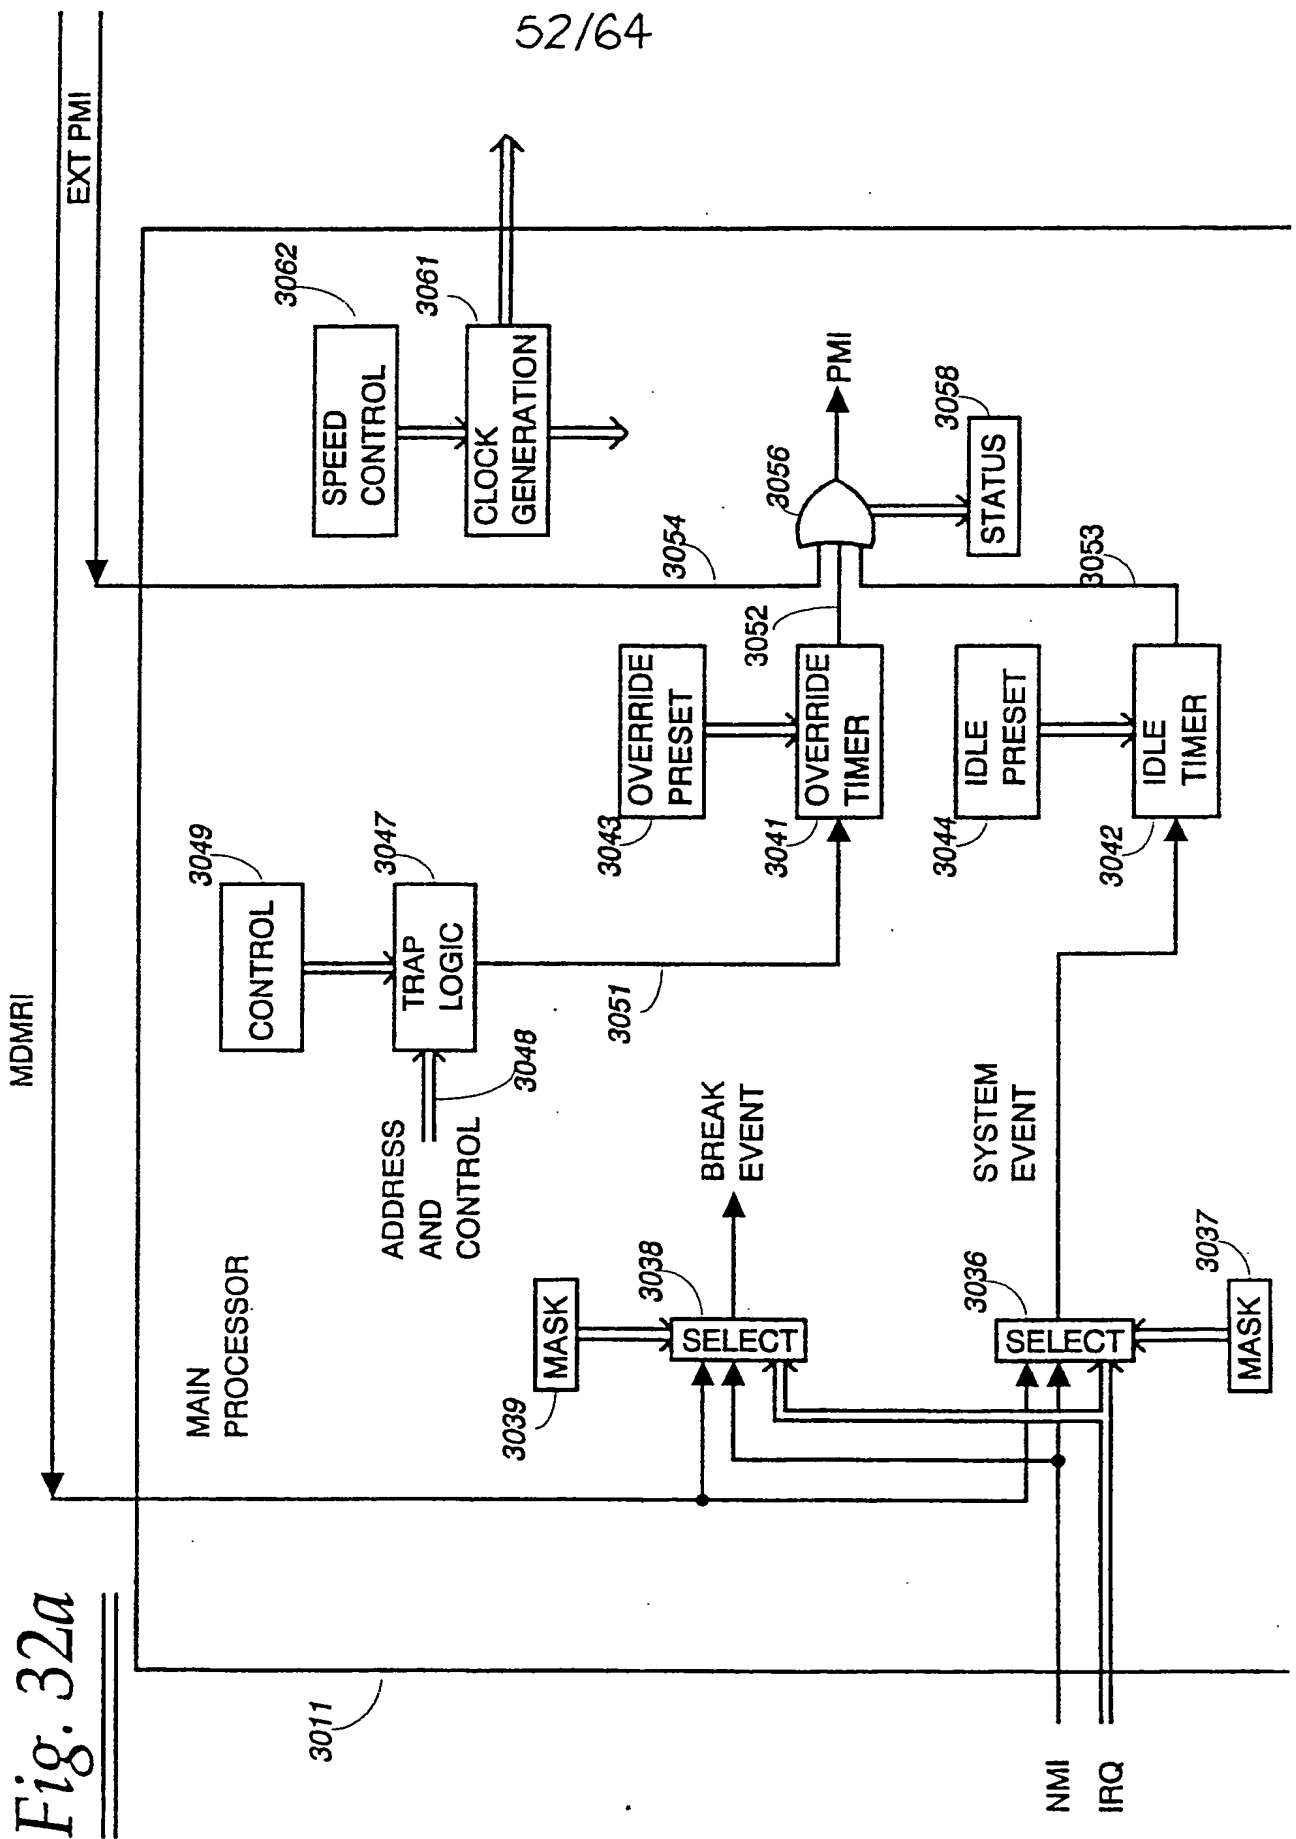 52/64
Fig. 32a
MDMRI
EXT PMI
3011
MAIN
PROCESSOR
3049
CONTROL
3062
SPEED
CONTROL
3047
TRAP
LOGIC
3061
CLOCK
GENERATION
ADDRESS
AND
CONTROL
3048
3051
3039
MASK
3038
SELECT
BREAK
EVENT
3043
OVERRIDE
PRESET
3054
3041
OVERRIDE
TIMER
3052
3056
PMI
3058
STATUS
3044
IDLE
PRESET
3036
SELECT
SYSTEM
EVENT
3042
IDLE
TIMER
3053
3037
MASK
NMI
IRQ